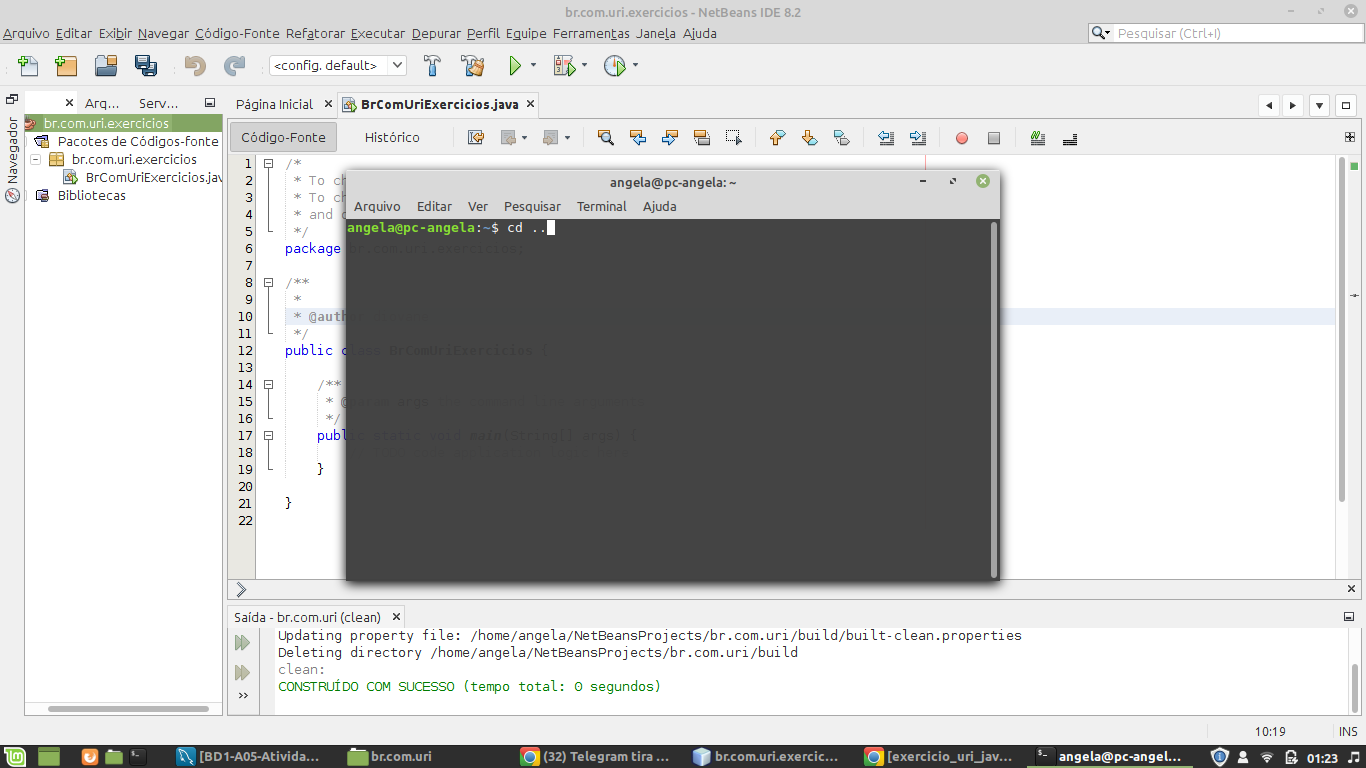 br.com.uri.exercicios - NetBeans IDE 8.2
Arquivo Editar Exibir Navegar Código-Fonte Refatorar Executar Depurar Perfil Equipe Ferramentas Janela Ajuda
Pesquisar (Ctrl+I)
<config. default>
Arq...
Serv...
Página Inicial
BrComUriExercicios.java
Navegador
br.com.uri.exercicios
Pacotes de Códigos-fonte
br.com.uri.exercicios
BrComUriExercicios.jav
Bibliotecas
Código-Fonte
Histórico
1 /*
2 * To ch
3 * To ch
4 * and o
5 */
6 package br.com.uri.exercicios;
7
8 /**
9 *
10 * @author
11 */
12 public class BrComUriExercicios {
13
14 /**
15 * @param args
16 */
17 public static void main(String[] args) {
18
19 }
20
21 }
22
angela@pc-angela: ~
Arquivo Editar Ver Pesquisar Terminal Ajuda
angela@pc-angela:~$ cd ..
Saída - br.com.uri (clean)
Updating property file: /home/angela/NetBeansProjects/br.com.uri/build/built-clean.properties
Deleting directory /home/angela/NetBeansProjects/br.com.uri/build
clean:
CONSTRUÍDO COM SUCESSO (tempo total: 0 segundos)
10:19
INS
[BD1-A05-Ativida...
br.com.uri
(32) Telegram tira ...
br.com.uri.exercic...
[exercicio_uri_jav...
angela@pc-angel...
01:23